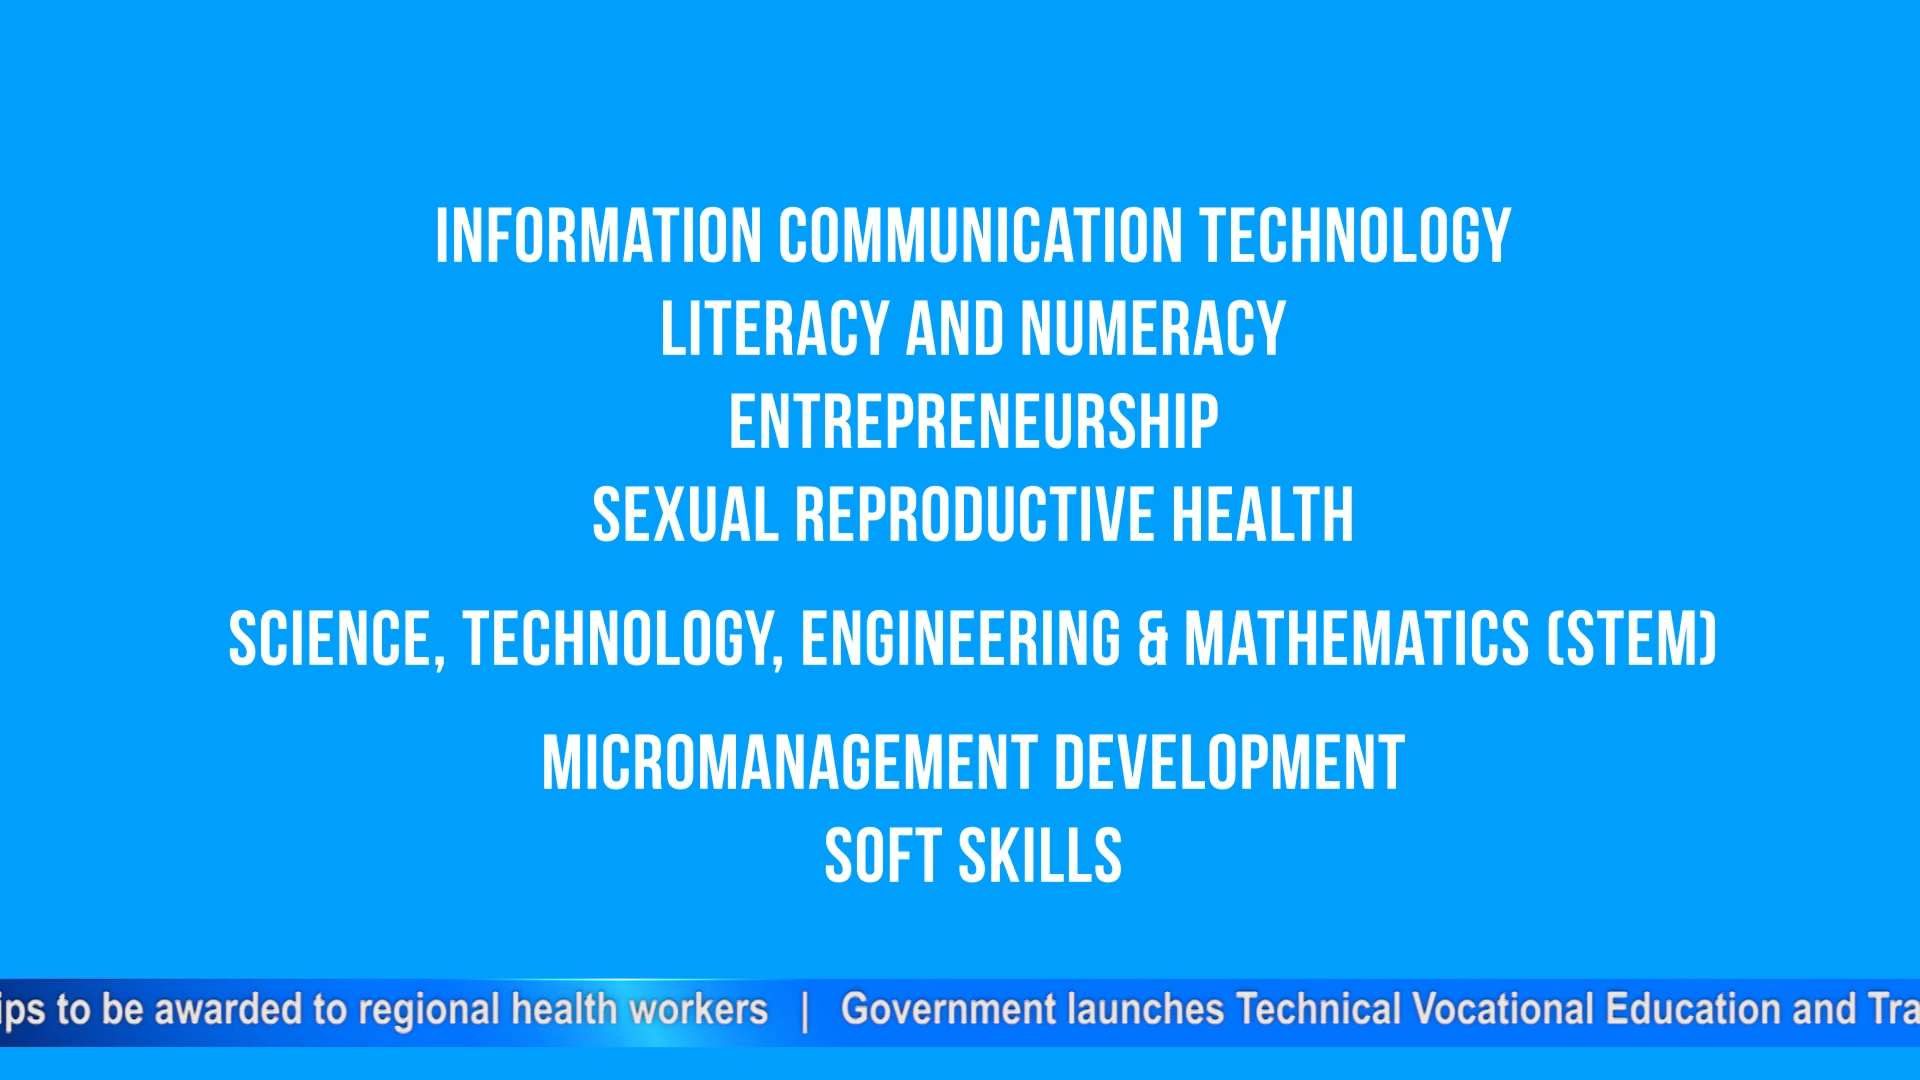 INFORMATION COMMUNICATION TECHNOLOGY
LITERACY AND NUMERACY
ENTREPRENEURSHIP
SEXUAL REPRODUCTIVE HEALTH
SCIENCE, TECHNOLOGY, ENGINEERING & MATHEMATICS (STEM)
MICROMANAGEMENT DEVELOPMENT
SOFT SKILLS
to be awarded to regional health workers | Government launches Technical Vocational Education and